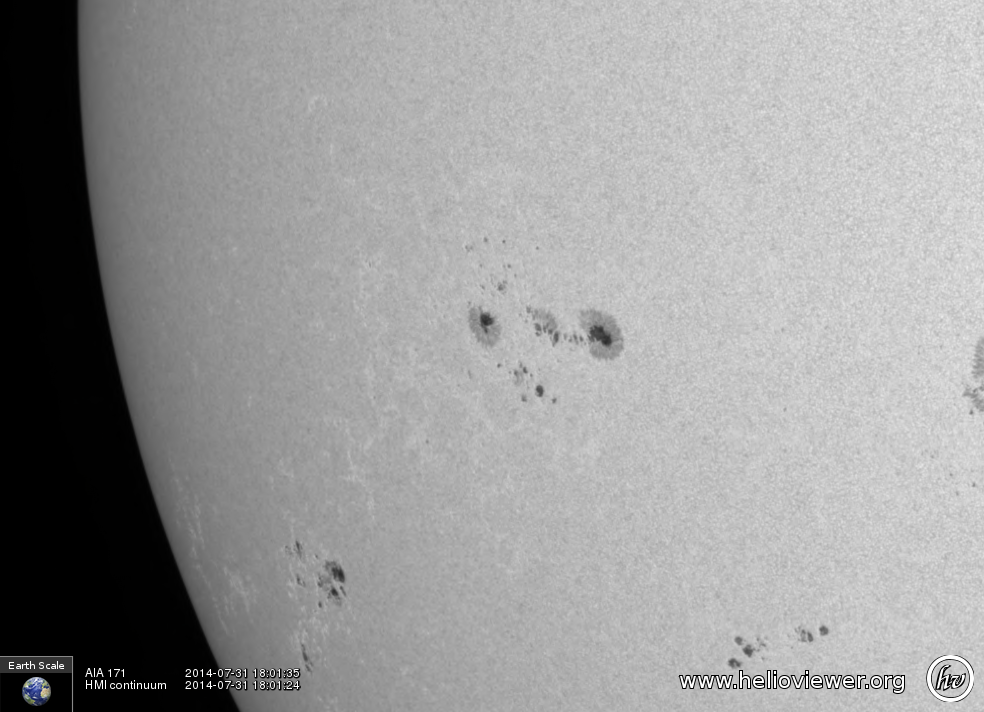 Earth Scale
AIA 171 2014-07-31 18:01:35
HMI continuum 2014-07-31 18:01:24
www.helioviewer.org
hv